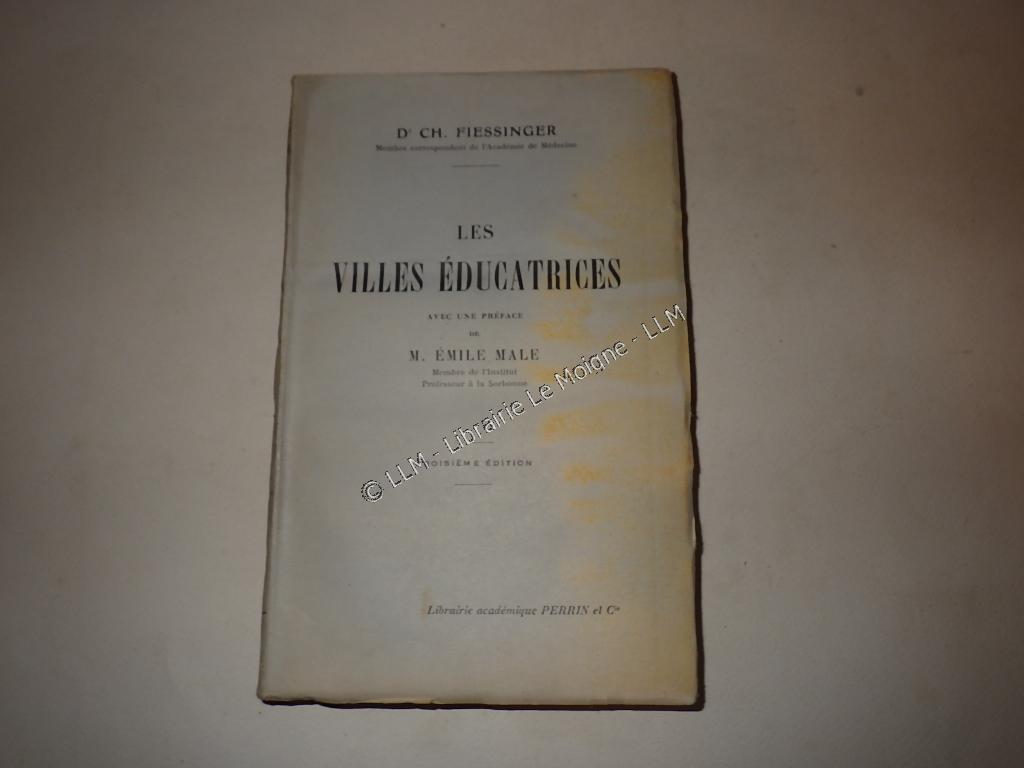 Dr CH. FIESSINGER
Membre correspondant de l'Académie de Médecine
LES
VILLES ÉDUCATRICES
AVEC UNE PRÉFACE
DE
M. ÉMILE MALE
Membre de l'Institut
Professeur à la Sorbonne
TROISIÈME ÉDITION
Librairie académique PERRIN et Cie
© LLM - Librairie Le Moigne - LLM